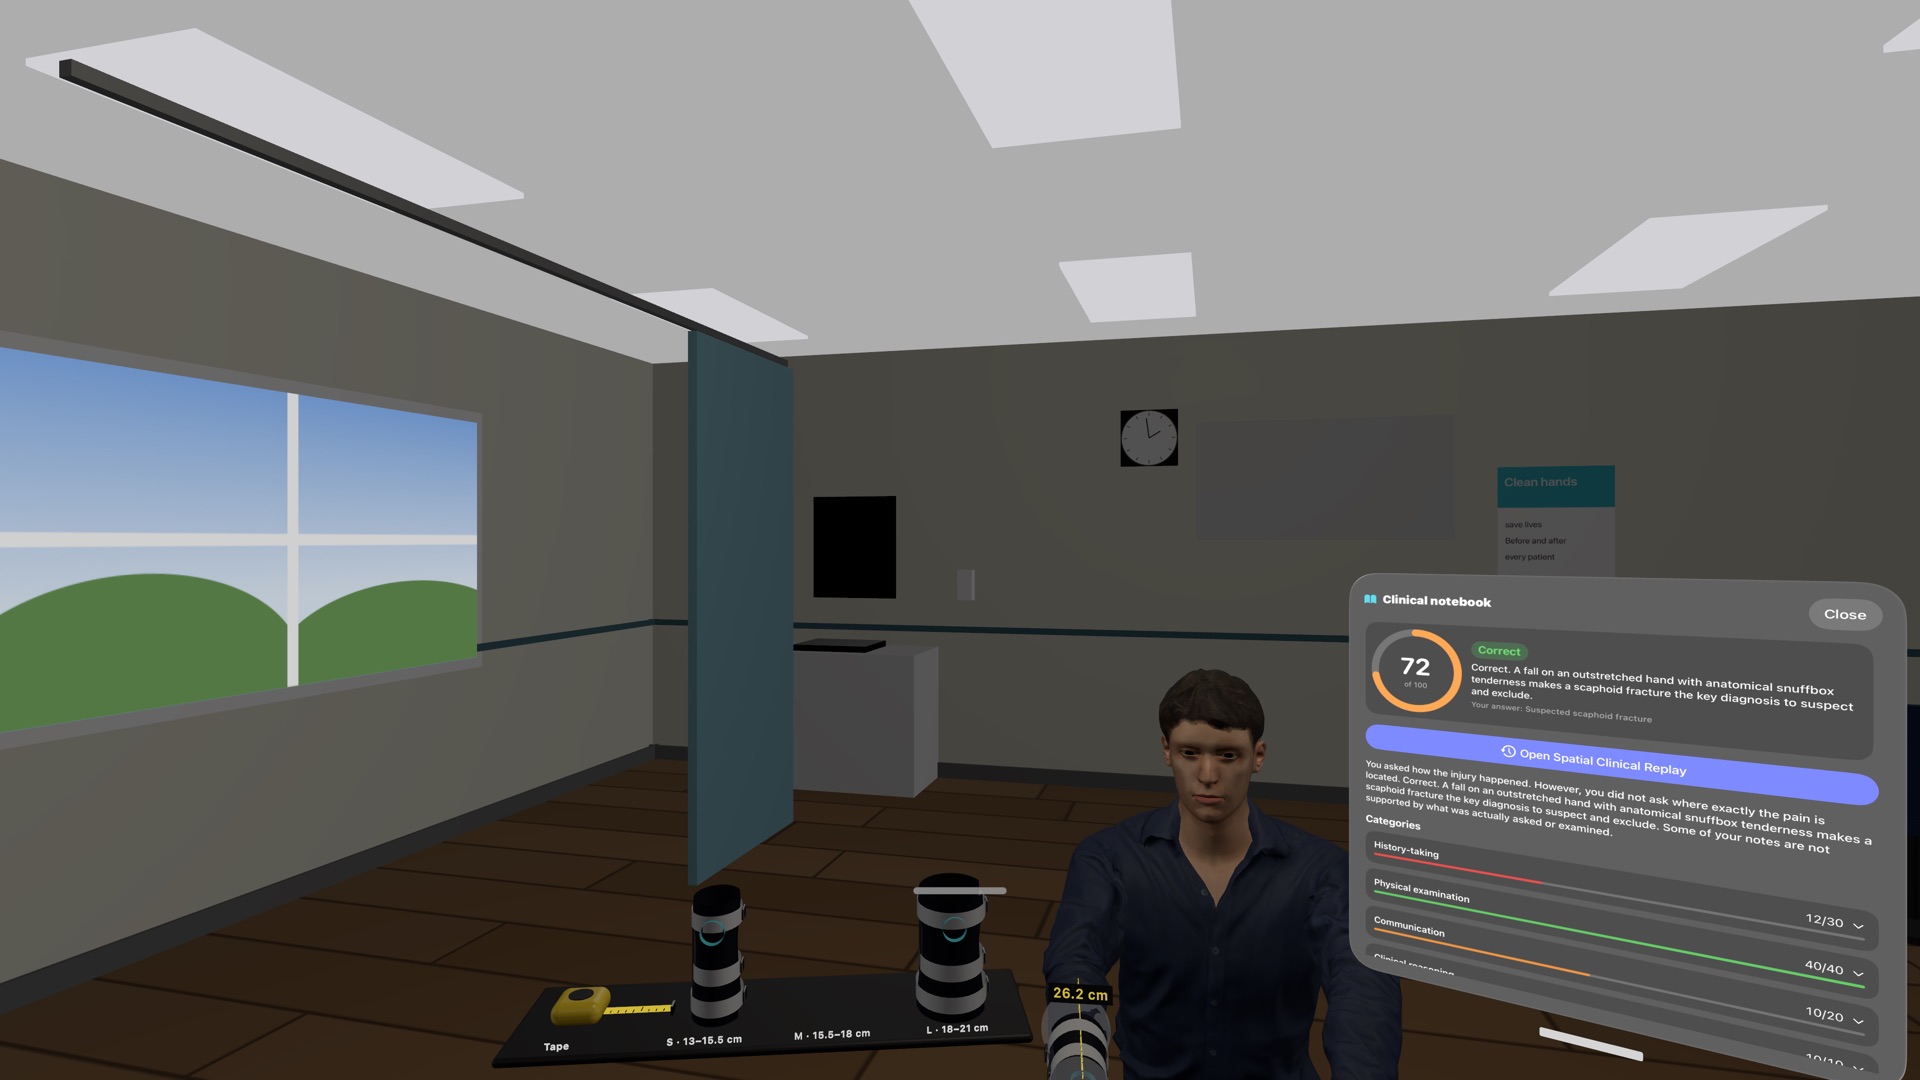 Clean hands
save lives
Before and after
every patient
Clinical notebook
Close
72
of 100
Correct
Correct. A fall on an outstretched hand with anatomical snuffbox
tenderness makes a scaphoid fracture the key diagnosis to suspect
and exclude.
Your answer: Suspected scaphoid fracture
Open Spatial Clinical Replay
You asked how the injury happened. However, you did not ask where exactly the pain is
located. Correct. A fall on an outstretched hand with anatomical snuffbox tenderness makes a
scaphoid fracture the key diagnosis to suspect and exclude. Some of your notes are not
supported by what was actually asked or examined.
Categories
History-taking
12/30
Physical examination
40/40
Communication
10/20
Clinical reasoning
10/10
26.2 cm
Tape
S · 13–15.5 cm
M · 15.5–18 cm
L · 18–21 cm